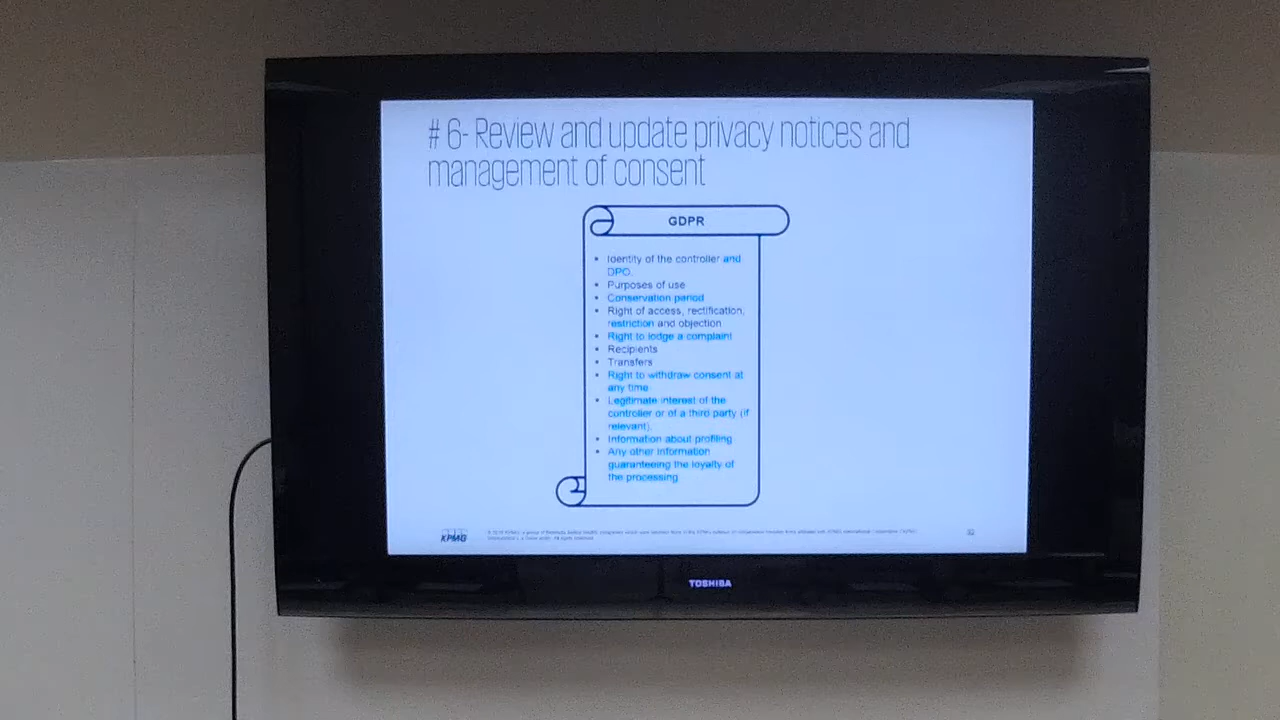 # 6- Review and update privacy notices and
management of consent
GDPR
• Identity of the controller and
DPO.
• Purposes of use
• Conservation period
• Right of access, rectification,
restriction and objection
• Right to lodge a complaint
• Recipients
• Transfers
• Right to withdraw consent at
any time
• Legitimate interest of the
controller or of a third party (if
relevant).
• Information about profiling
• Any other information
guaranteeing the loyalty of
the processing
KPMG
TOSHIBA